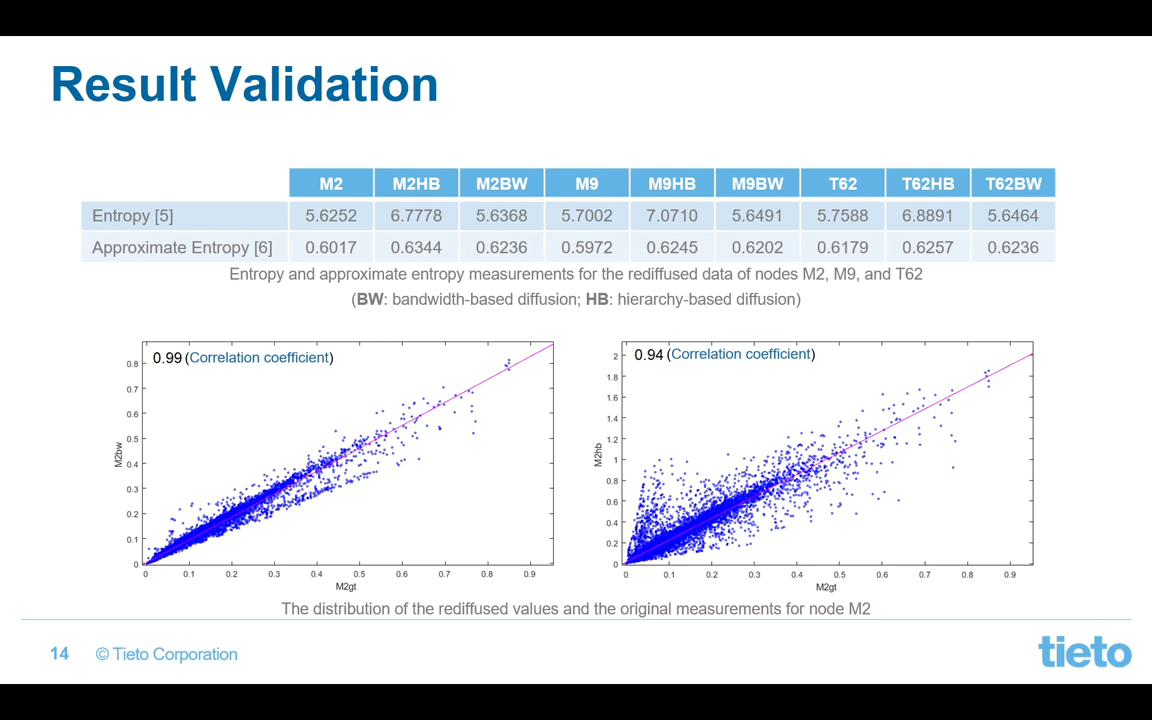 Result Validation
M2 M2HB M2BW M9 M9HB M9BW T62 T62HB T62BW
Entropy [5] 5.6252 6.7778 5.6368 5.7002 7.0710 5.6491 5.7588 6.8891 5.6464
Approximate Entropy [6] 0.6017 0.6344 0.6236 0.5972 0.6245 0.6202 0.6179 0.6257 0.6236
Entropy and approximate entropy measurements for the rediffused data of nodes M2, M9, and T62
(BW: bandwidth-based diffusion; HB: hierarchy-based diffusion)
0.99 (Correlation coefficient)
0.8
0.7
0.6
0.5
0.4
0.3
0.2
0.1
0
M2bw
0 0.1 0.2 0.3 0.4 0.5 0.6 0.7 0.8 0.9
M2gt
0.94 (Correlation coefficient)
2
1.8
1.6
1.4
1.2
1
0.8
0.6
0.4
0.2
0
M2hb
0 0.1 0.2 0.3 0.4 0.5 0.6 0.7 0.8 0.9
M2gt
The distribution of the rediffused values and the original measurements for node M2
14 © Tieto Corporation
tieto